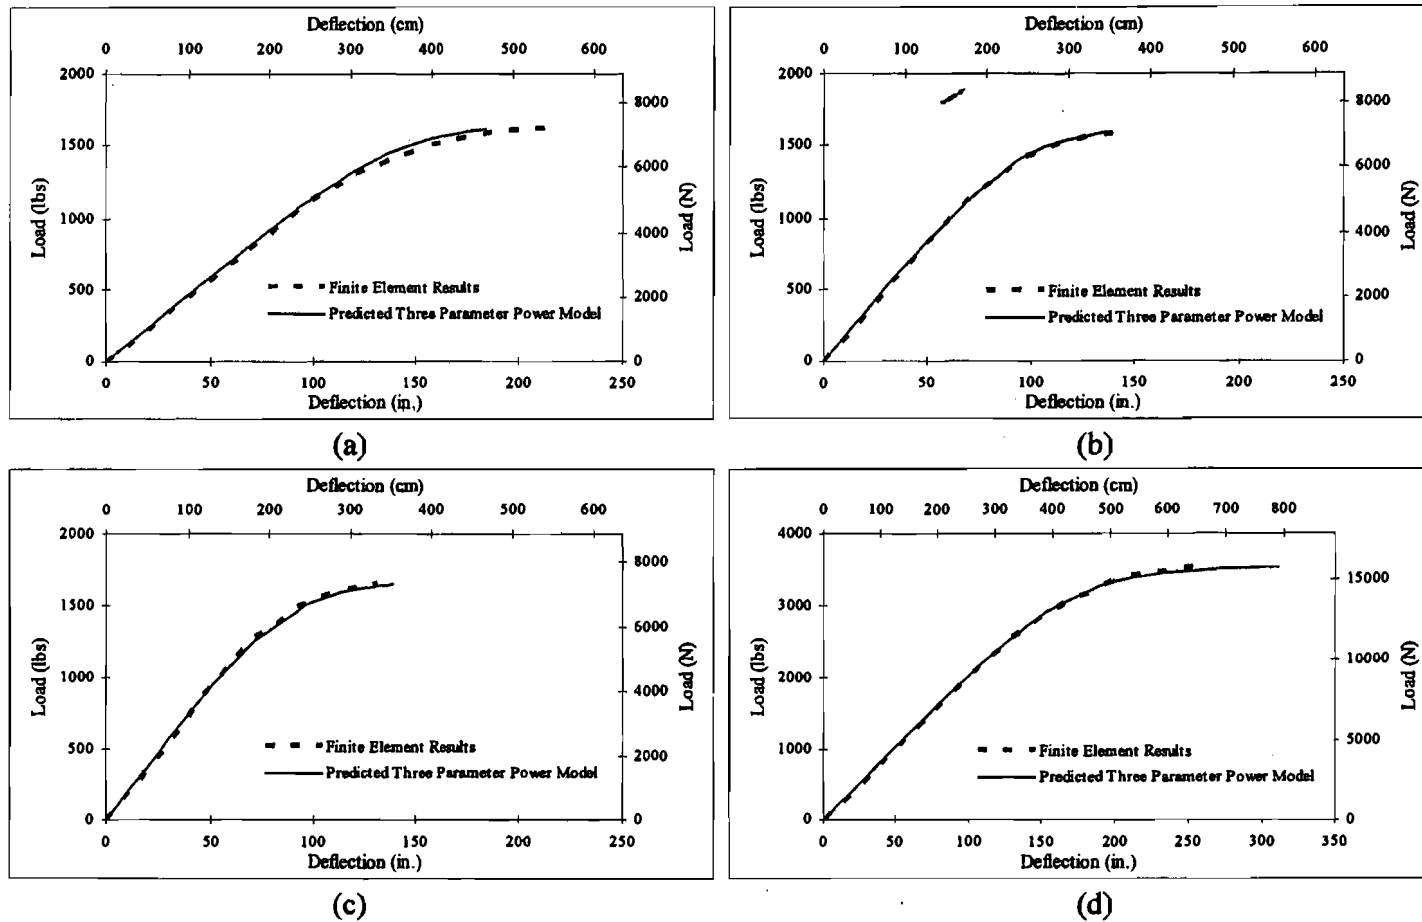 Deflection (cm)
0 100 200 300 400 500 600
2000
1500
1000
500
0
Load (lbs)
8000
6000
4000
2000
0
Load (N)
Finite Element Results
Predicted Three Parameter Power Model
0 50 100 150 200 250
Deflection (in.)
(a)
Deflection (cm)
0 100 200 300 400 500 600
2000
1500
1000
500
0
Load (lbs)
8000
6000
4000
2000
0
Load (N)
Finite Element Results
Predicted Three Parameter Power Model
0 50 100 150 200 250
Deflection (in.)
(b)
Deflection (cm)
0 100 200 300 400 500 600
2000
1500
1000
500
0
Load (lbs)
8000
6000
4000
2000
0
Load (N)
Finite Element Results
Predicted Three Parameter Power Model
0 50 100 150 200 250
Deflection (in.)
(c)
Deflection (cm)
0 100 200 300 400 500 600 700 800
4000
3000
2000
1000
0
Load (lbs)
15000
10000
5000
0
Load (N)
Finite Element Results
Predicted Three Parameter Power Model
0 50 100 150 200 250 300 350
Deflection (in.)
(d)